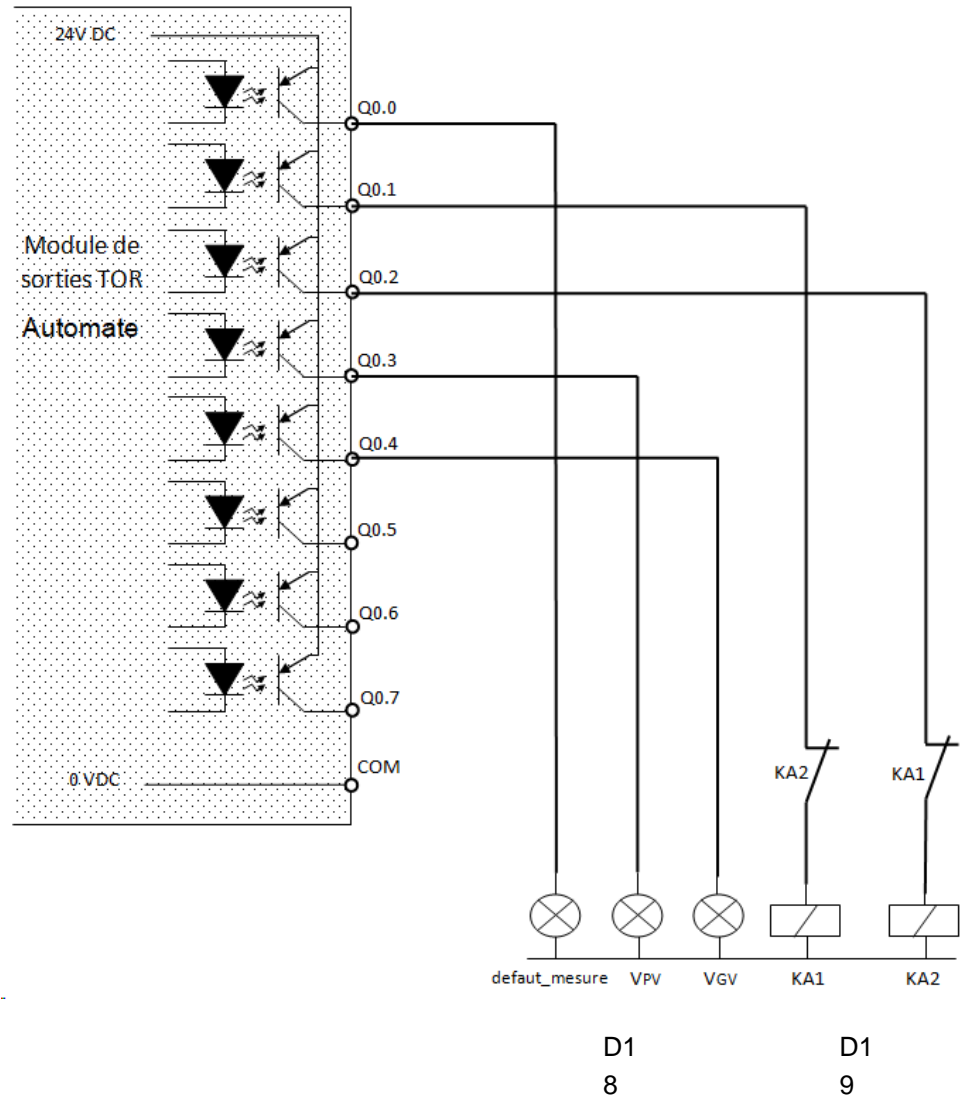 24V DC
Q0.0
Q0.1
Module de
sorties TOR
Q0.2
Automate
Q0.3
Q0.4
Q0.5
Q0.6
Q0.7
COM
0 VDC
KA2
KA1
defaut_mesure VPV VGV KA1 KA2
D1 D1
8 9